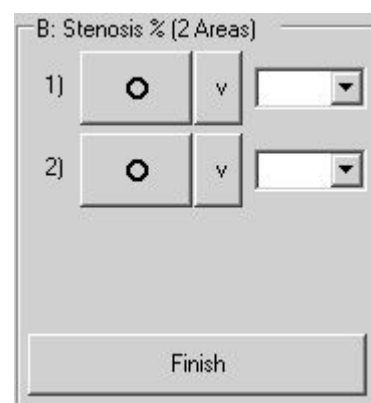 B: Stenosis % (2 Areas)
1) v
2) v
Finish